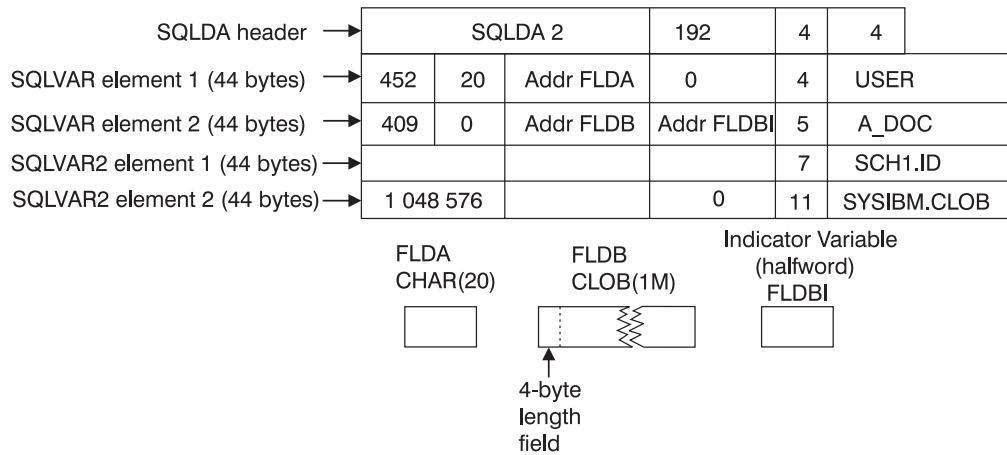 SQLDA header SQLDA 2 192 4 4
SQLVAR element 1 (44 bytes) 452 20 Addr FLDA 0 4 USER
SQLVAR element 2 (44 bytes) 409 0 Addr FLDB Addr FLDBI 5 A_DOC
SQLVAR2 element 1 (44 bytes) 7 SCH1.ID
SQLVAR2 element 2 (44 bytes) 1 048 576 0 11 SYSIBM.CLOB
FLDA
CHAR(20)
FLDB
CLOB(1M)
Indicator Variable
(halfword)
FLDBI
4-byte
length
field